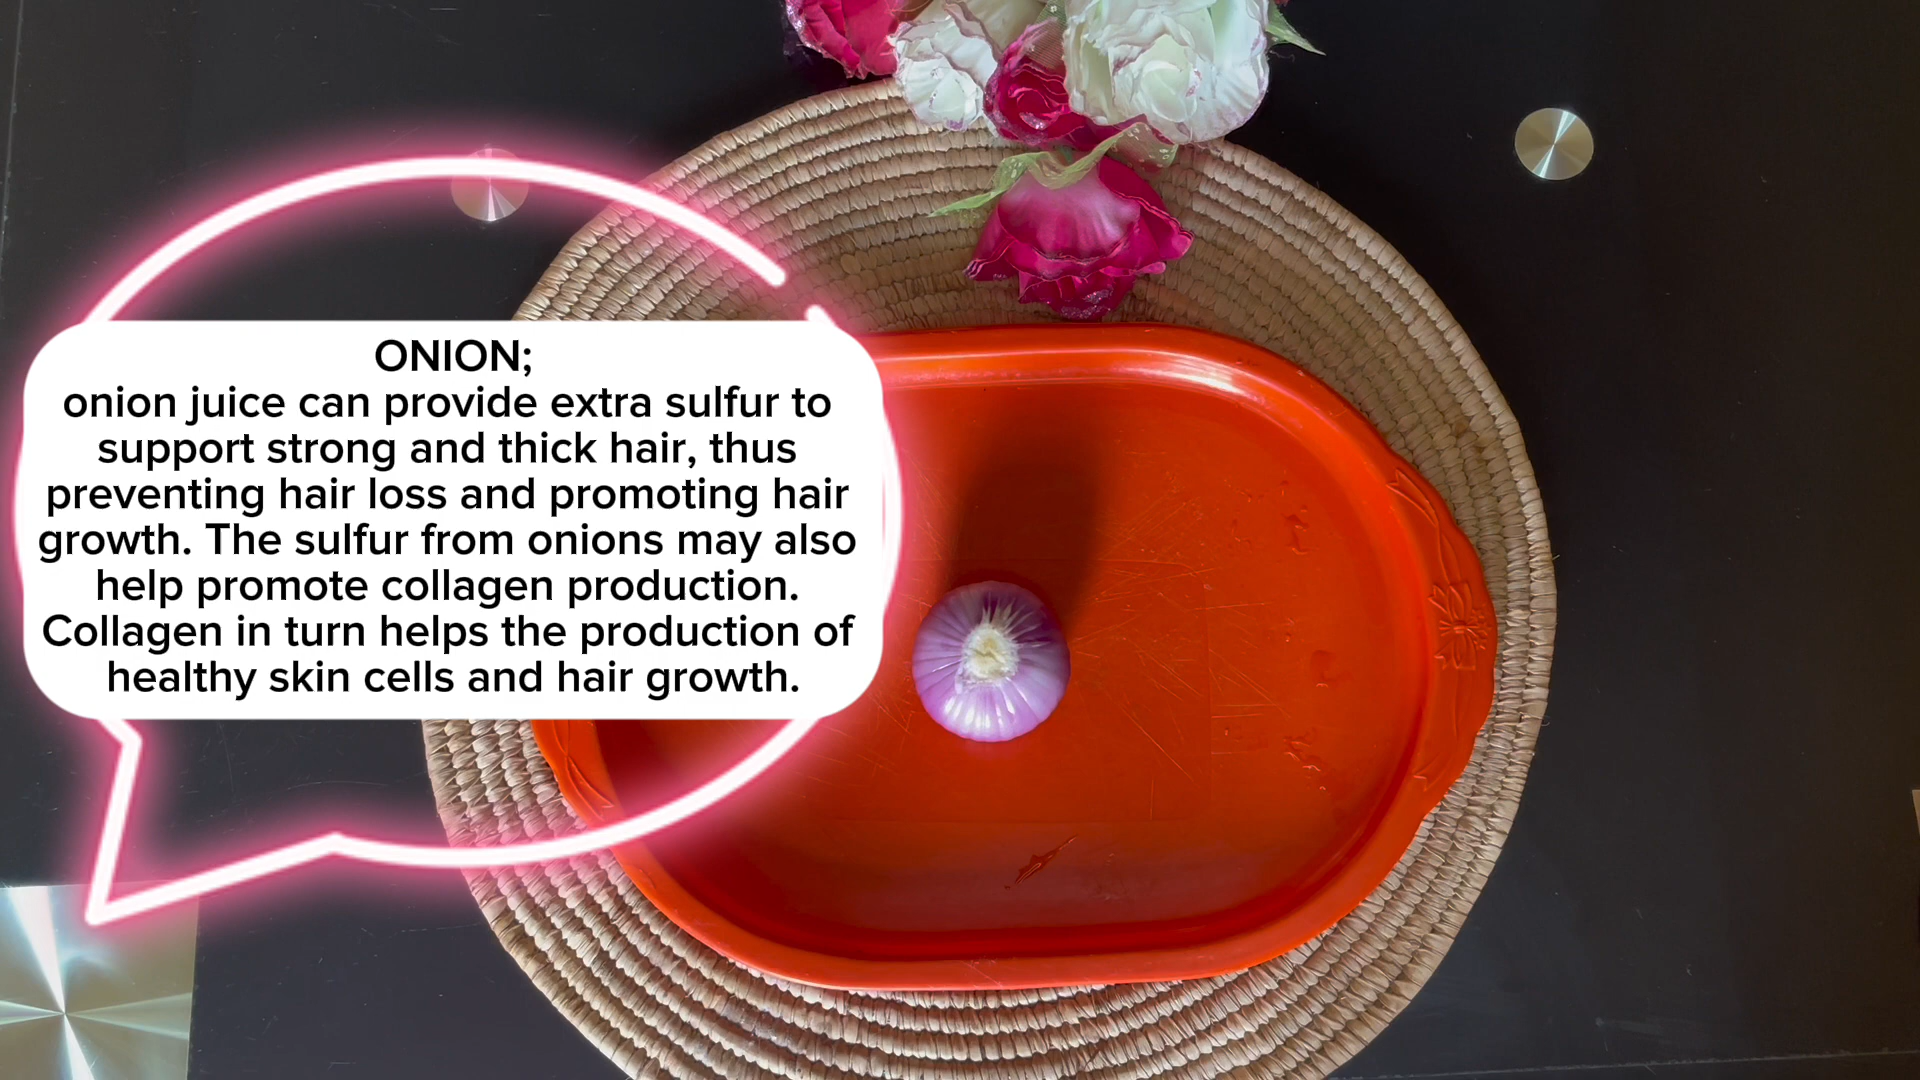 ONION;
onion juice can provide extra sulfur to
support strong and thick hair, thus
preventing hair loss and promoting hair
growth. The sulfur from onions may also
help promote collagen production.
Collagen in turn helps the production of
healthy skin cells and hair growth.